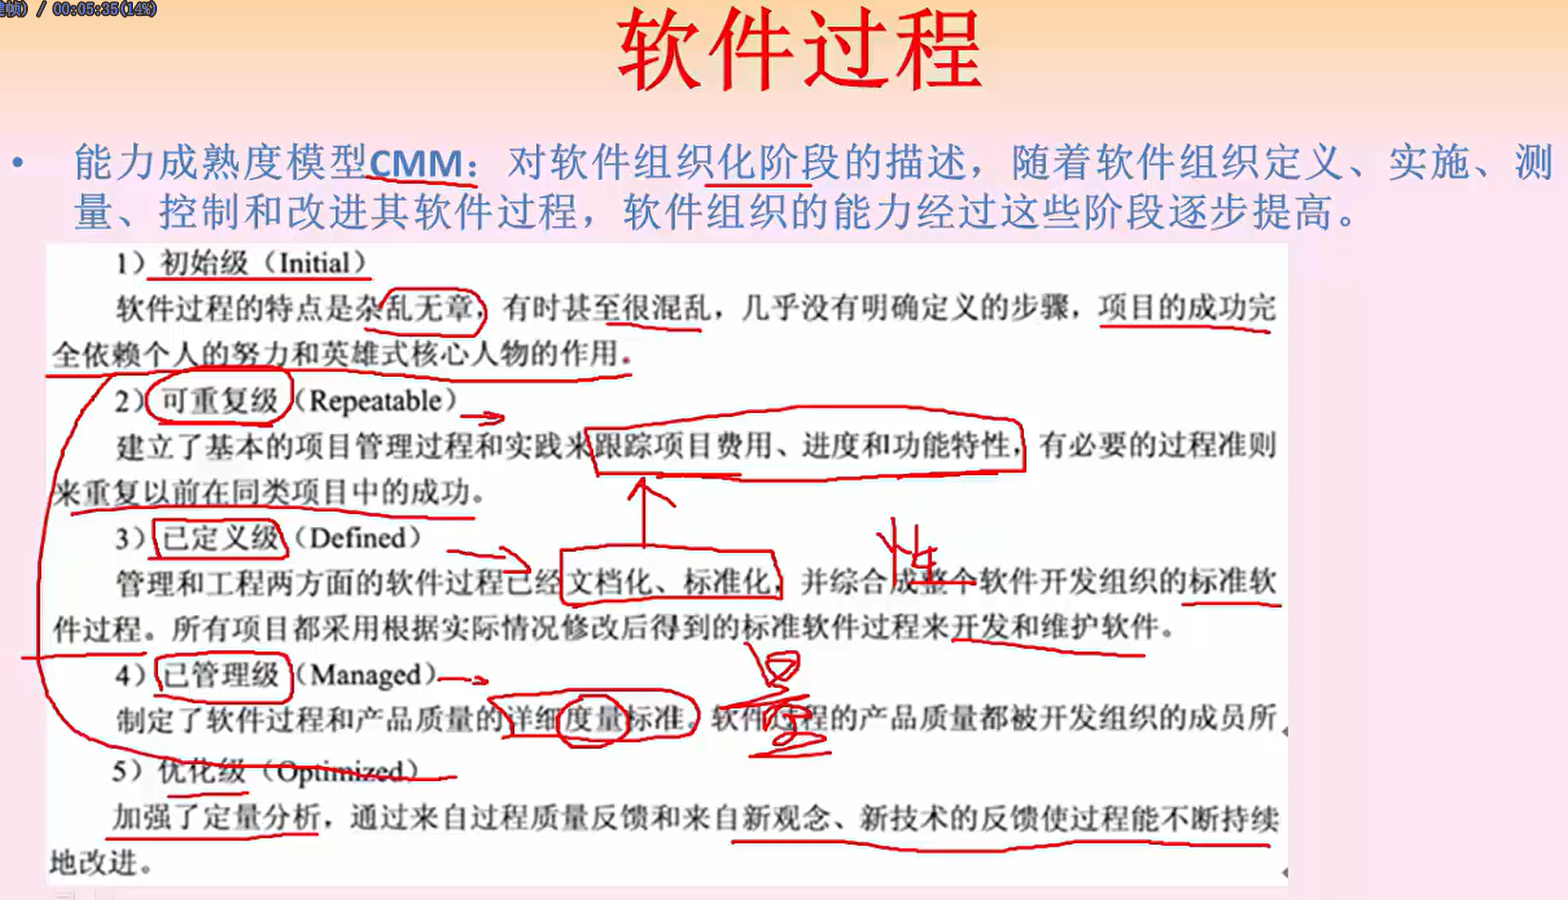 帧) / 00:05:35(14%)
软件过程
• 能力成熟度模型CMM：对软件组织化阶段的描述，随着软件组织定义、实施、测
量、控制和改进其软件过程，软件组织的能力经过这些阶段逐步提高。
1）初始级（Initial）
软件过程的特点是杂乱无章，有时甚至很混乱，几乎没有明确定义的步骤，项目的成功完
全依赖个人的努力和英雄式核心人物的作用。
2）可重复级（Repeatable）
建立了基本的项目管理过程和实践来跟踪项目费用、进度和功能特性，有必要的过程准则
来重复以前在同类项目中的成功。
3）已定义级（Defined）
管理和工程两方面的软件过程已经文档化、标准化，并综合成整个软件开发组织的标准软
件过程。所有项目都采用根据实际情况修改后得到的标准软件过程来开发和维护软件。
4）已管理级（Managed）
制定了软件过程和产品质量的详细度量标准。软件过程的产品质量都被开发组织的成员所
5）优化级（Optimized）
加强了定量分析，通过来自过程质量反馈和来自新观念、新技术的反馈使过程能不断持续
地改进。